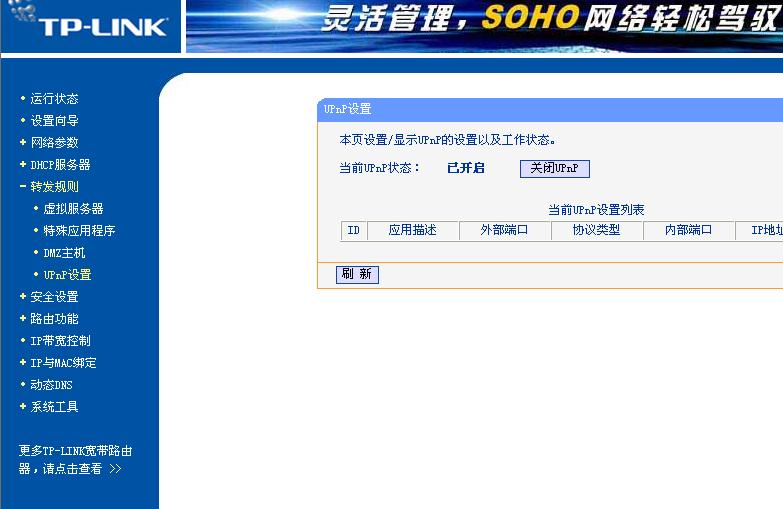 TP-LINK
灵活管理，SOHO网络轻松驾驭
运行状态
设置向导
网络参数
DHCP服务器
转发规则
虚拟服务器
特殊应用程序
DMZ主机
UPnP设置
安全设置
路由功能
IP带宽控制
IP与MAC绑定
动态DNS
系统工具
更多TP-LINK宽带路由
器，请点击查看 >>
UPnP设置
本页设置/显示UPnP的设置以及工作状态。
当前UPnP状态： 已开启 关闭UPnP
当前UPnP设置列表
ID 应用描述 外部端口 协议类型 内部端口 IP地址
刷 新